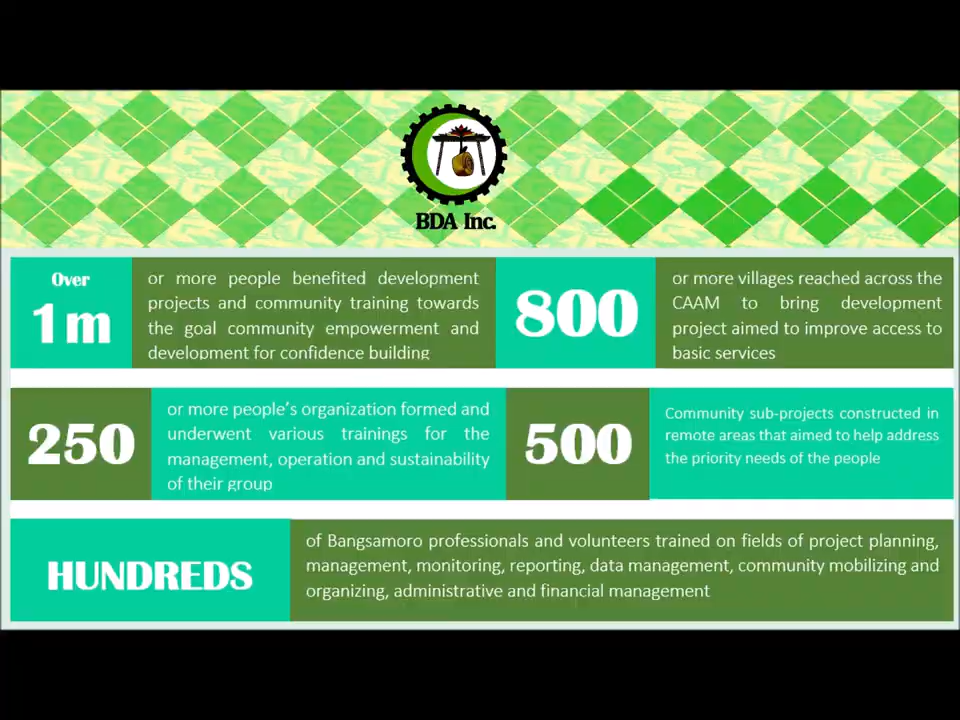 BDA Inc.
Over
1m
or more people benefited development
projects and community training towards
the goal community empowerment and
development for confidence building
800
or more villages reached across the
CAAM to bring development
project aimed to improve access to
basic services
250
or more people's organization formed and
underwent various trainings for the
management, operation and sustainability
of their group
500
Community sub-projects constructed in
remote areas that aimed to help address
the priority needs of the people
HUNDREDS
of Bangsamoro professionals and volunteers trained on fields of project planning,
management, monitoring, reporting, data management, community mobilizing and
organizing, administrative and financial management